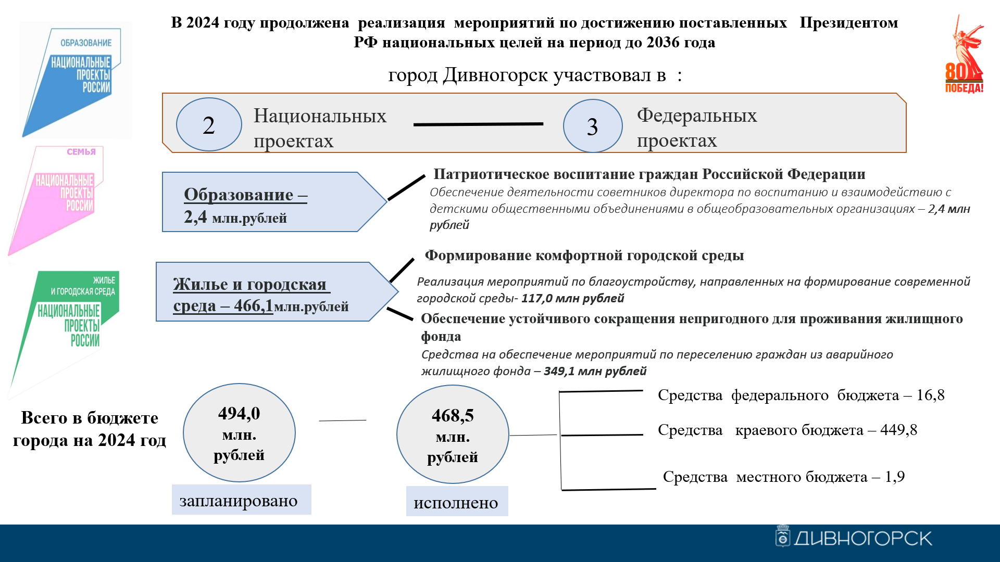 В 2024 году продолжена реализация мероприятий по достижению поставленных Президентом
РФ национальных целей на период до 2036 года
город Дивногорск участвовал в :
80
ПОБЕДА!
ОБРАЗОВАНИЕ
НАЦИОНАЛЬНЫЕ
ПРОЕКТЫ
РОССИИ
2
Национальных
проектах
3
Федеральных
проектах
СЕМЬЯ
НАЦИОНАЛЬНЫЕ
ПРОЕКТЫ
РОССИИ
Образование –
2,4 млн.рублей
Патриотическое воспитание граждан Российской Федерации
Обеспечение деятельности советников директора по воспитанию и взаимодействию с
детскими общественными объединениями в общеобразовательных организациях – 2,4 млн
рублей
ЖИЛЬЕ
И ГОРОДСКАЯ СРЕДА
НАЦИОНАЛЬНЫЕ
ПРОЕКТЫ
РОССИИ
Жилье и городская
среда – 466,1млн.рублей
Формирование комфортной городской среды
Реализация мероприятий по благоустройству, направленных на формирование современной
городской среды- 117,0 млн рублей
Обеспечение устойчивого сокращения непригодного для проживания жилищного
фонда
Средства на обеспечение мероприятий по переселению граждан из аварийного
жилищного фонда – 349,1 млн рублей
Всего в бюджете
города на 2024 год
494,0
млн.
рублей
запланировано
468,5
млн.
рублей
исполнено
Средства федерального бюджета – 16,8
Средства краевого бюджета – 449,8
Средства местного бюджета – 1,9
ДИВНОГОРСК